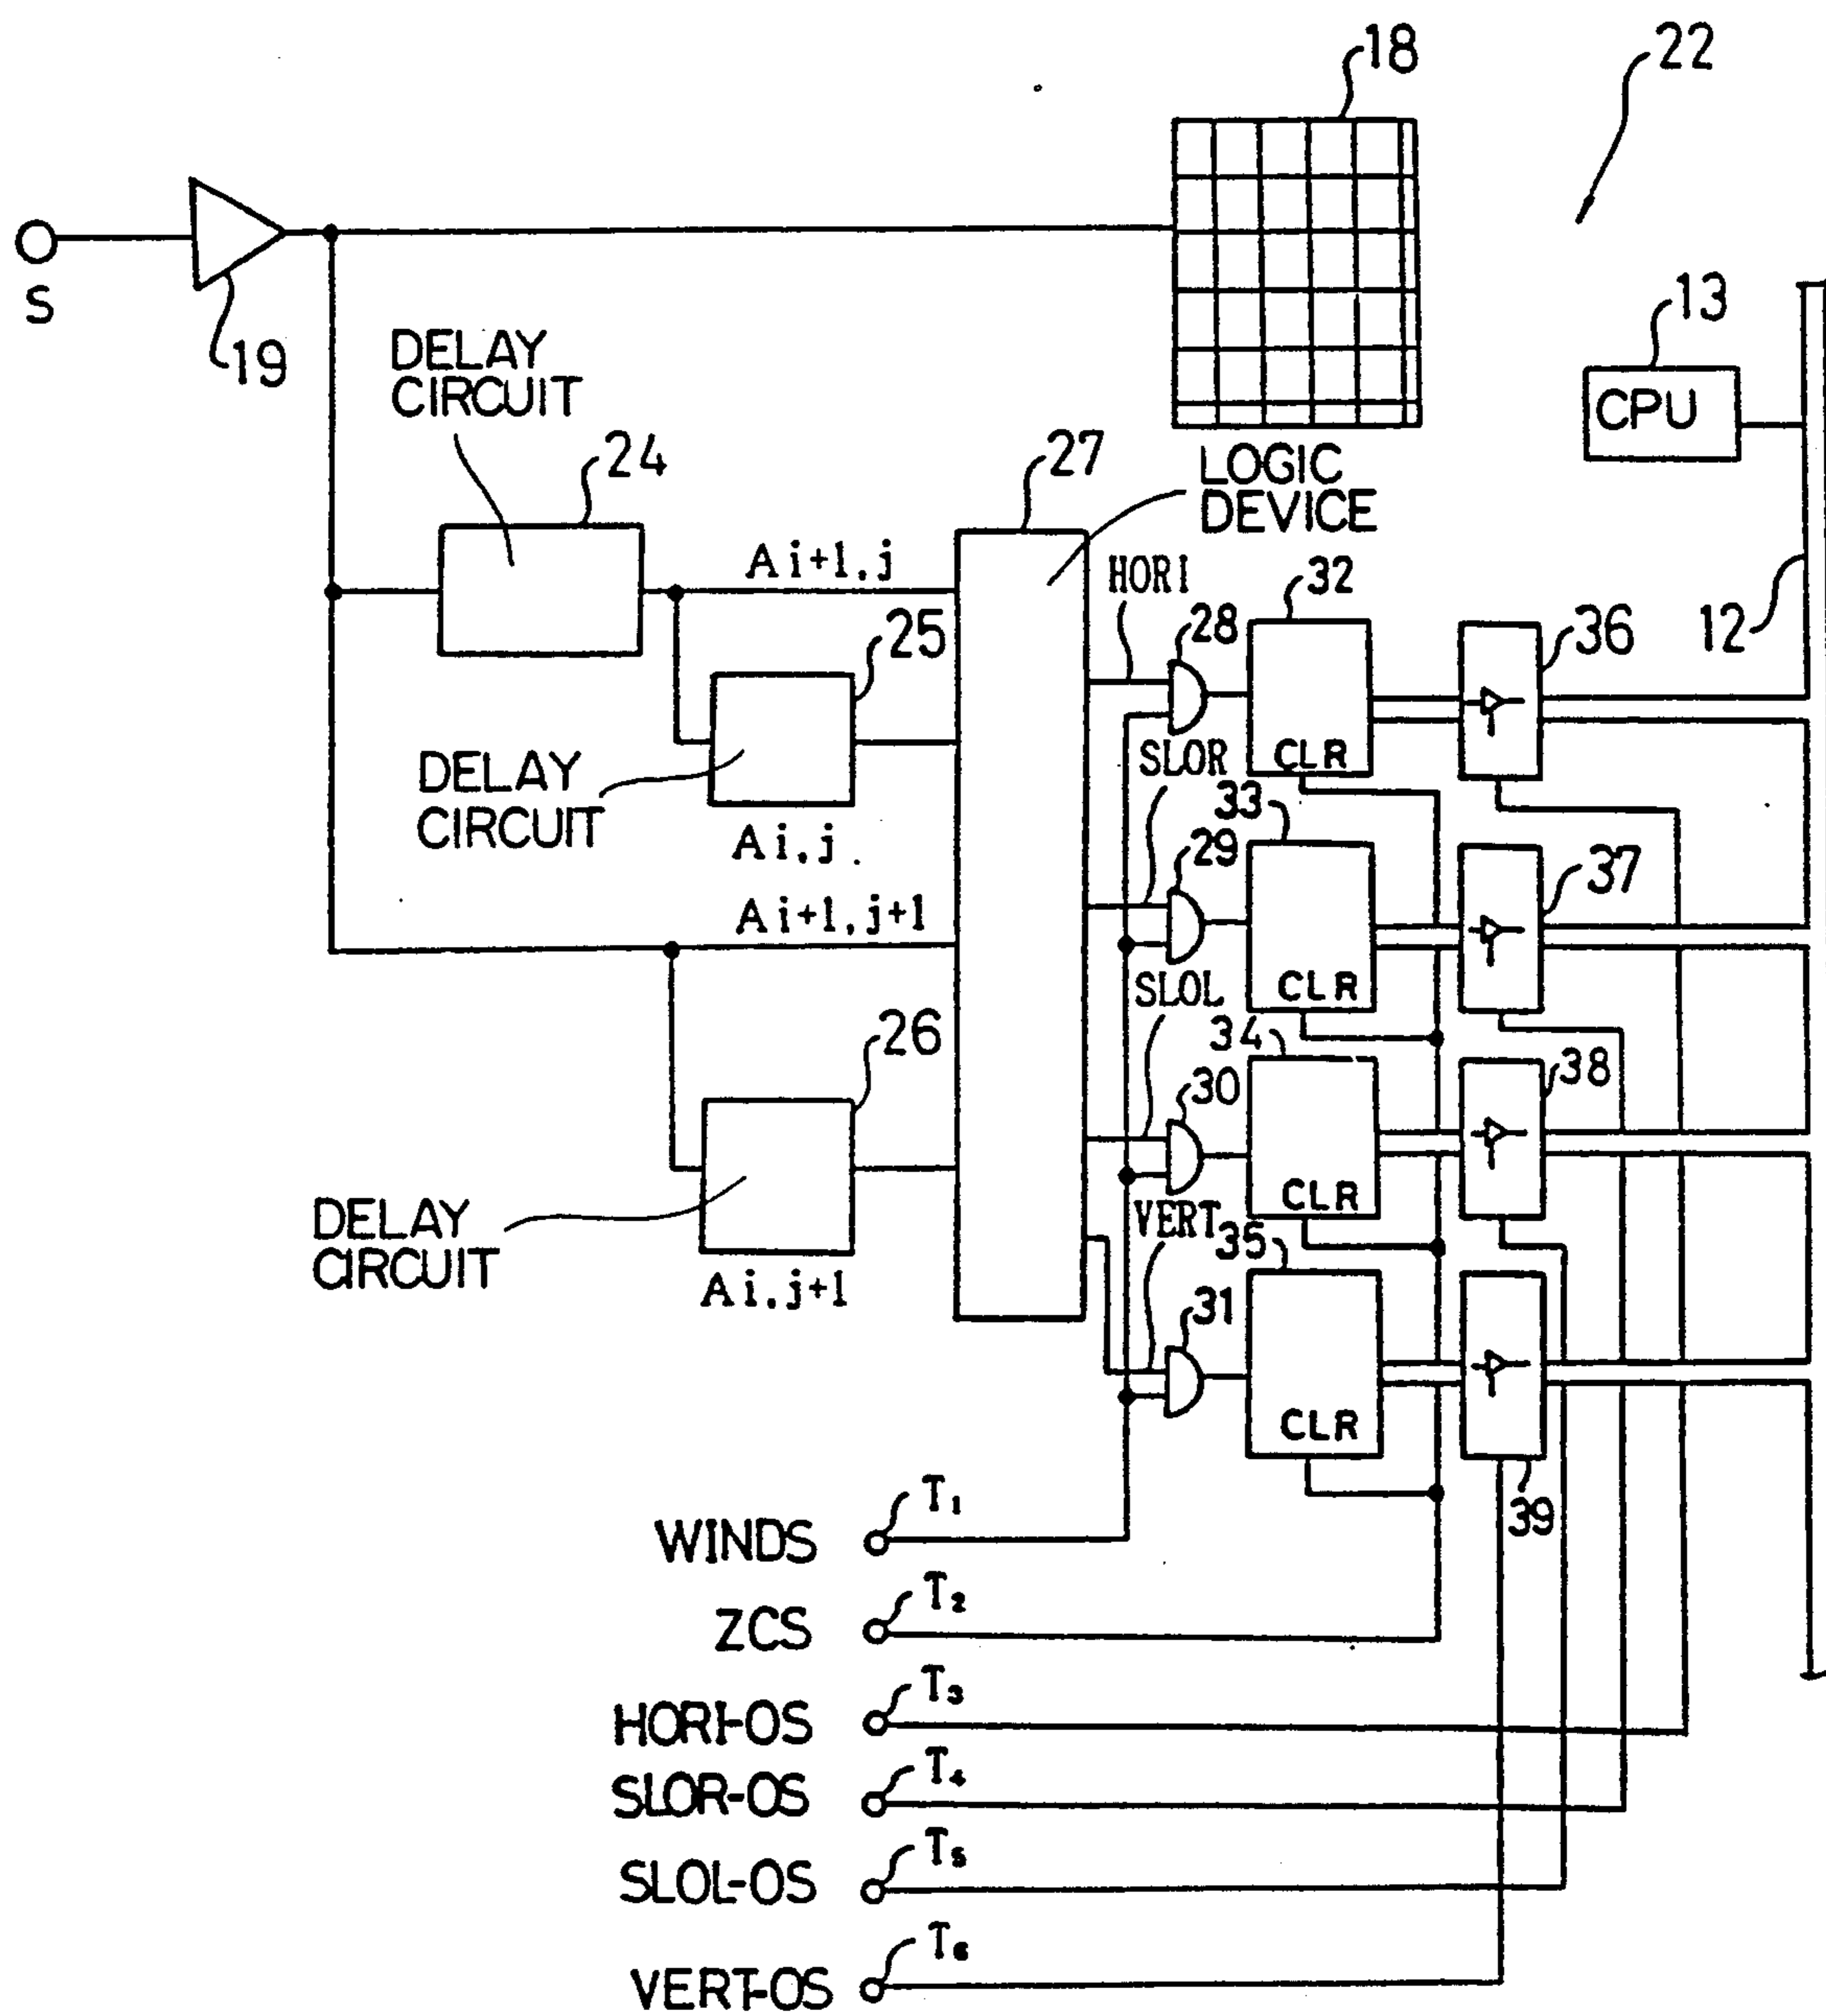 18
22
S
19
13
CPU
DELAY
CIRCUIT
24
27
LOGIC
DEVICE
Ai+1,j
HORI
32
12
25
28
36
DELAY
CIRCUIT
SLOR
CLR
Ai,j
33
29
37
Ai+1,j+1
SLOL
CLR
26
34
30
38
DELAY
CIRCUIT
VERT
CLR
35
Ai,j+1
31
CLR
39
WINDS T₁
ZCS T₂
HORI-OS T₃
SLOR-OS T₄
SLOL-OS T₅
VERT-OS T₆